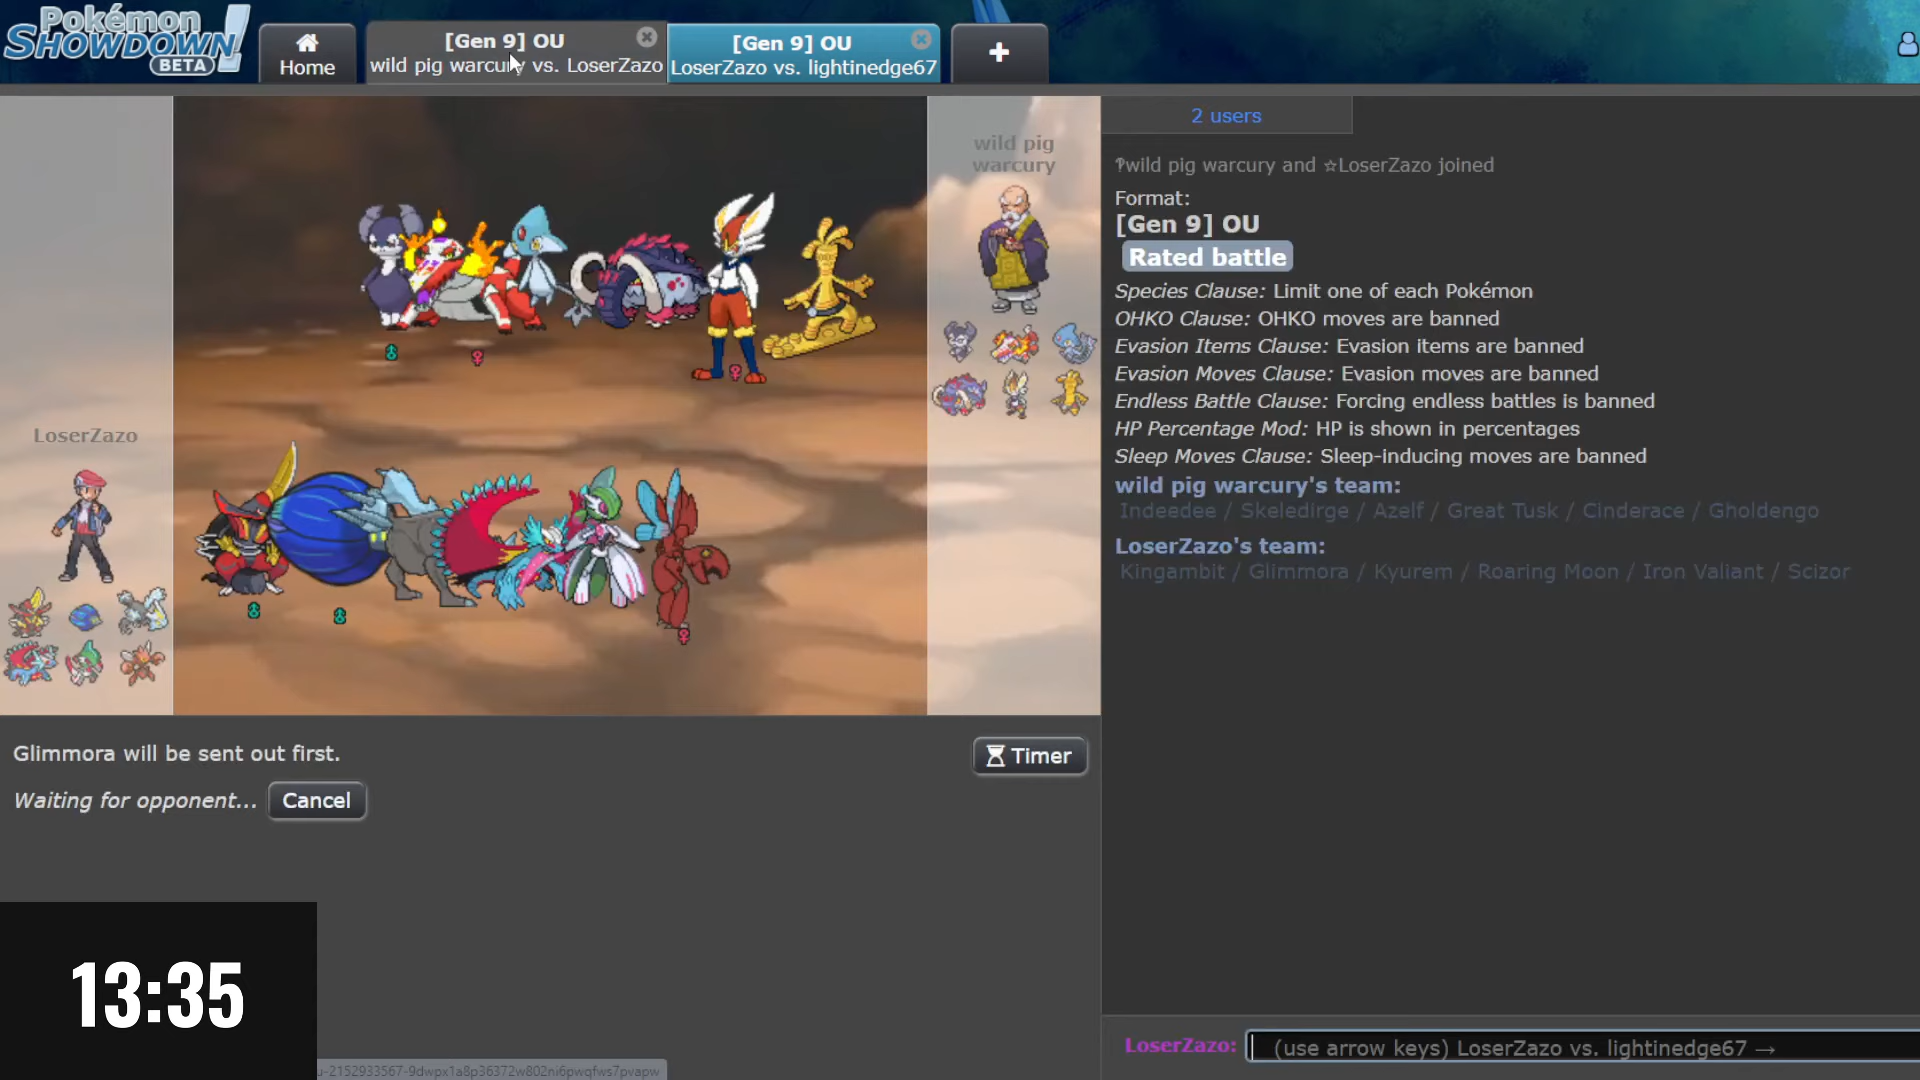 Pokémon
SHOWDOWN!
BETA
Home
[Gen 9] OU
wild pig warcury vs. LoserZazo
[Gen 9] OU
LoserZazo vs. lightinedge67
+
LoserZazo
wild pig
warcury
2 users
wild pig warcury and ☆LoserZazo joined
Format:
[Gen 9] OU
Rated battle
Species Clause: Limit one of each Pokémon
OHKO Clause: OHKO moves are banned
Evasion Items Clause: Evasion items are banned
Evasion Moves Clause: Evasion moves are banned
Endless Battle Clause: Forcing endless battles is banned
HP Percentage Mod: HP is shown in percentages
Sleep Moves Clause: Sleep-inducing moves are banned
wild pig warcury's team:
Indeedee / Skeledirge / Azelf / Great Tusk / Cinderace / Gholdengo
LoserZazo's team:
Kingambit / Glimmora / Kyurem / Roaring Moon / Iron Valiant / Scizor
Glimmora will be sent out first.
Timer
Waiting for opponent...
Cancel
13:35
LoserZazo:
(use arrow keys) LoserZazo vs. lightinedge67 →